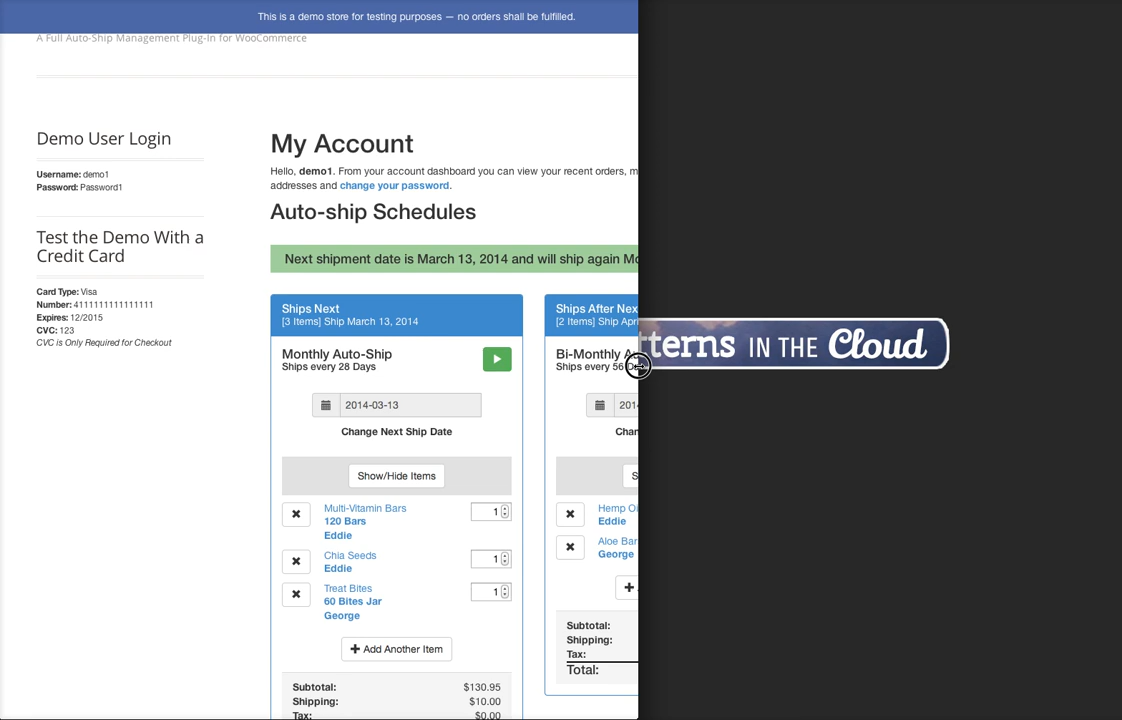 This is a demo store for testing purposes — no orders shall be fulfilled.
A Full Auto-Ship Management Plug-In for WooCommerce
Demo User Login
Username: demo1
Password: Password1
Test the Demo With a
Credit Card
Card Type: Visa
Number: 4111111111111111
Expires: 12/2015
CVC: 123
CVC is Only Required for Checkout
My Account
Hello, demo1. From your account dashboard you can view your recent orders, m
addresses and change your password.
Auto-ship Schedules
Next shipment date is March 13, 2014 and will ship again Mo
Ships Next
[3 Items] Ship March 13, 2014
Monthly Auto-Ship
Ships every 28 Days
2014-03-13
Change Next Ship Date
Show/Hide Items
Multi-Vitamin Bars
120 Bars
Eddie
1
Chia Seeds
Eddie
1
Treat Bites
60 Bites Jar
George
1
Add Another Item
Subtotal: $130.95
Shipping: $10.00
Tax: $0.00
Ships After Nex
[2 Items] Ship Apri
Bi-Monthly A
Ships every 56
2014
Chan
S
Hemp O
Eddie
Aloe Bar
George
Subtotal:
Shipping:
Tax:
Total:
tterns IN THE Cloud